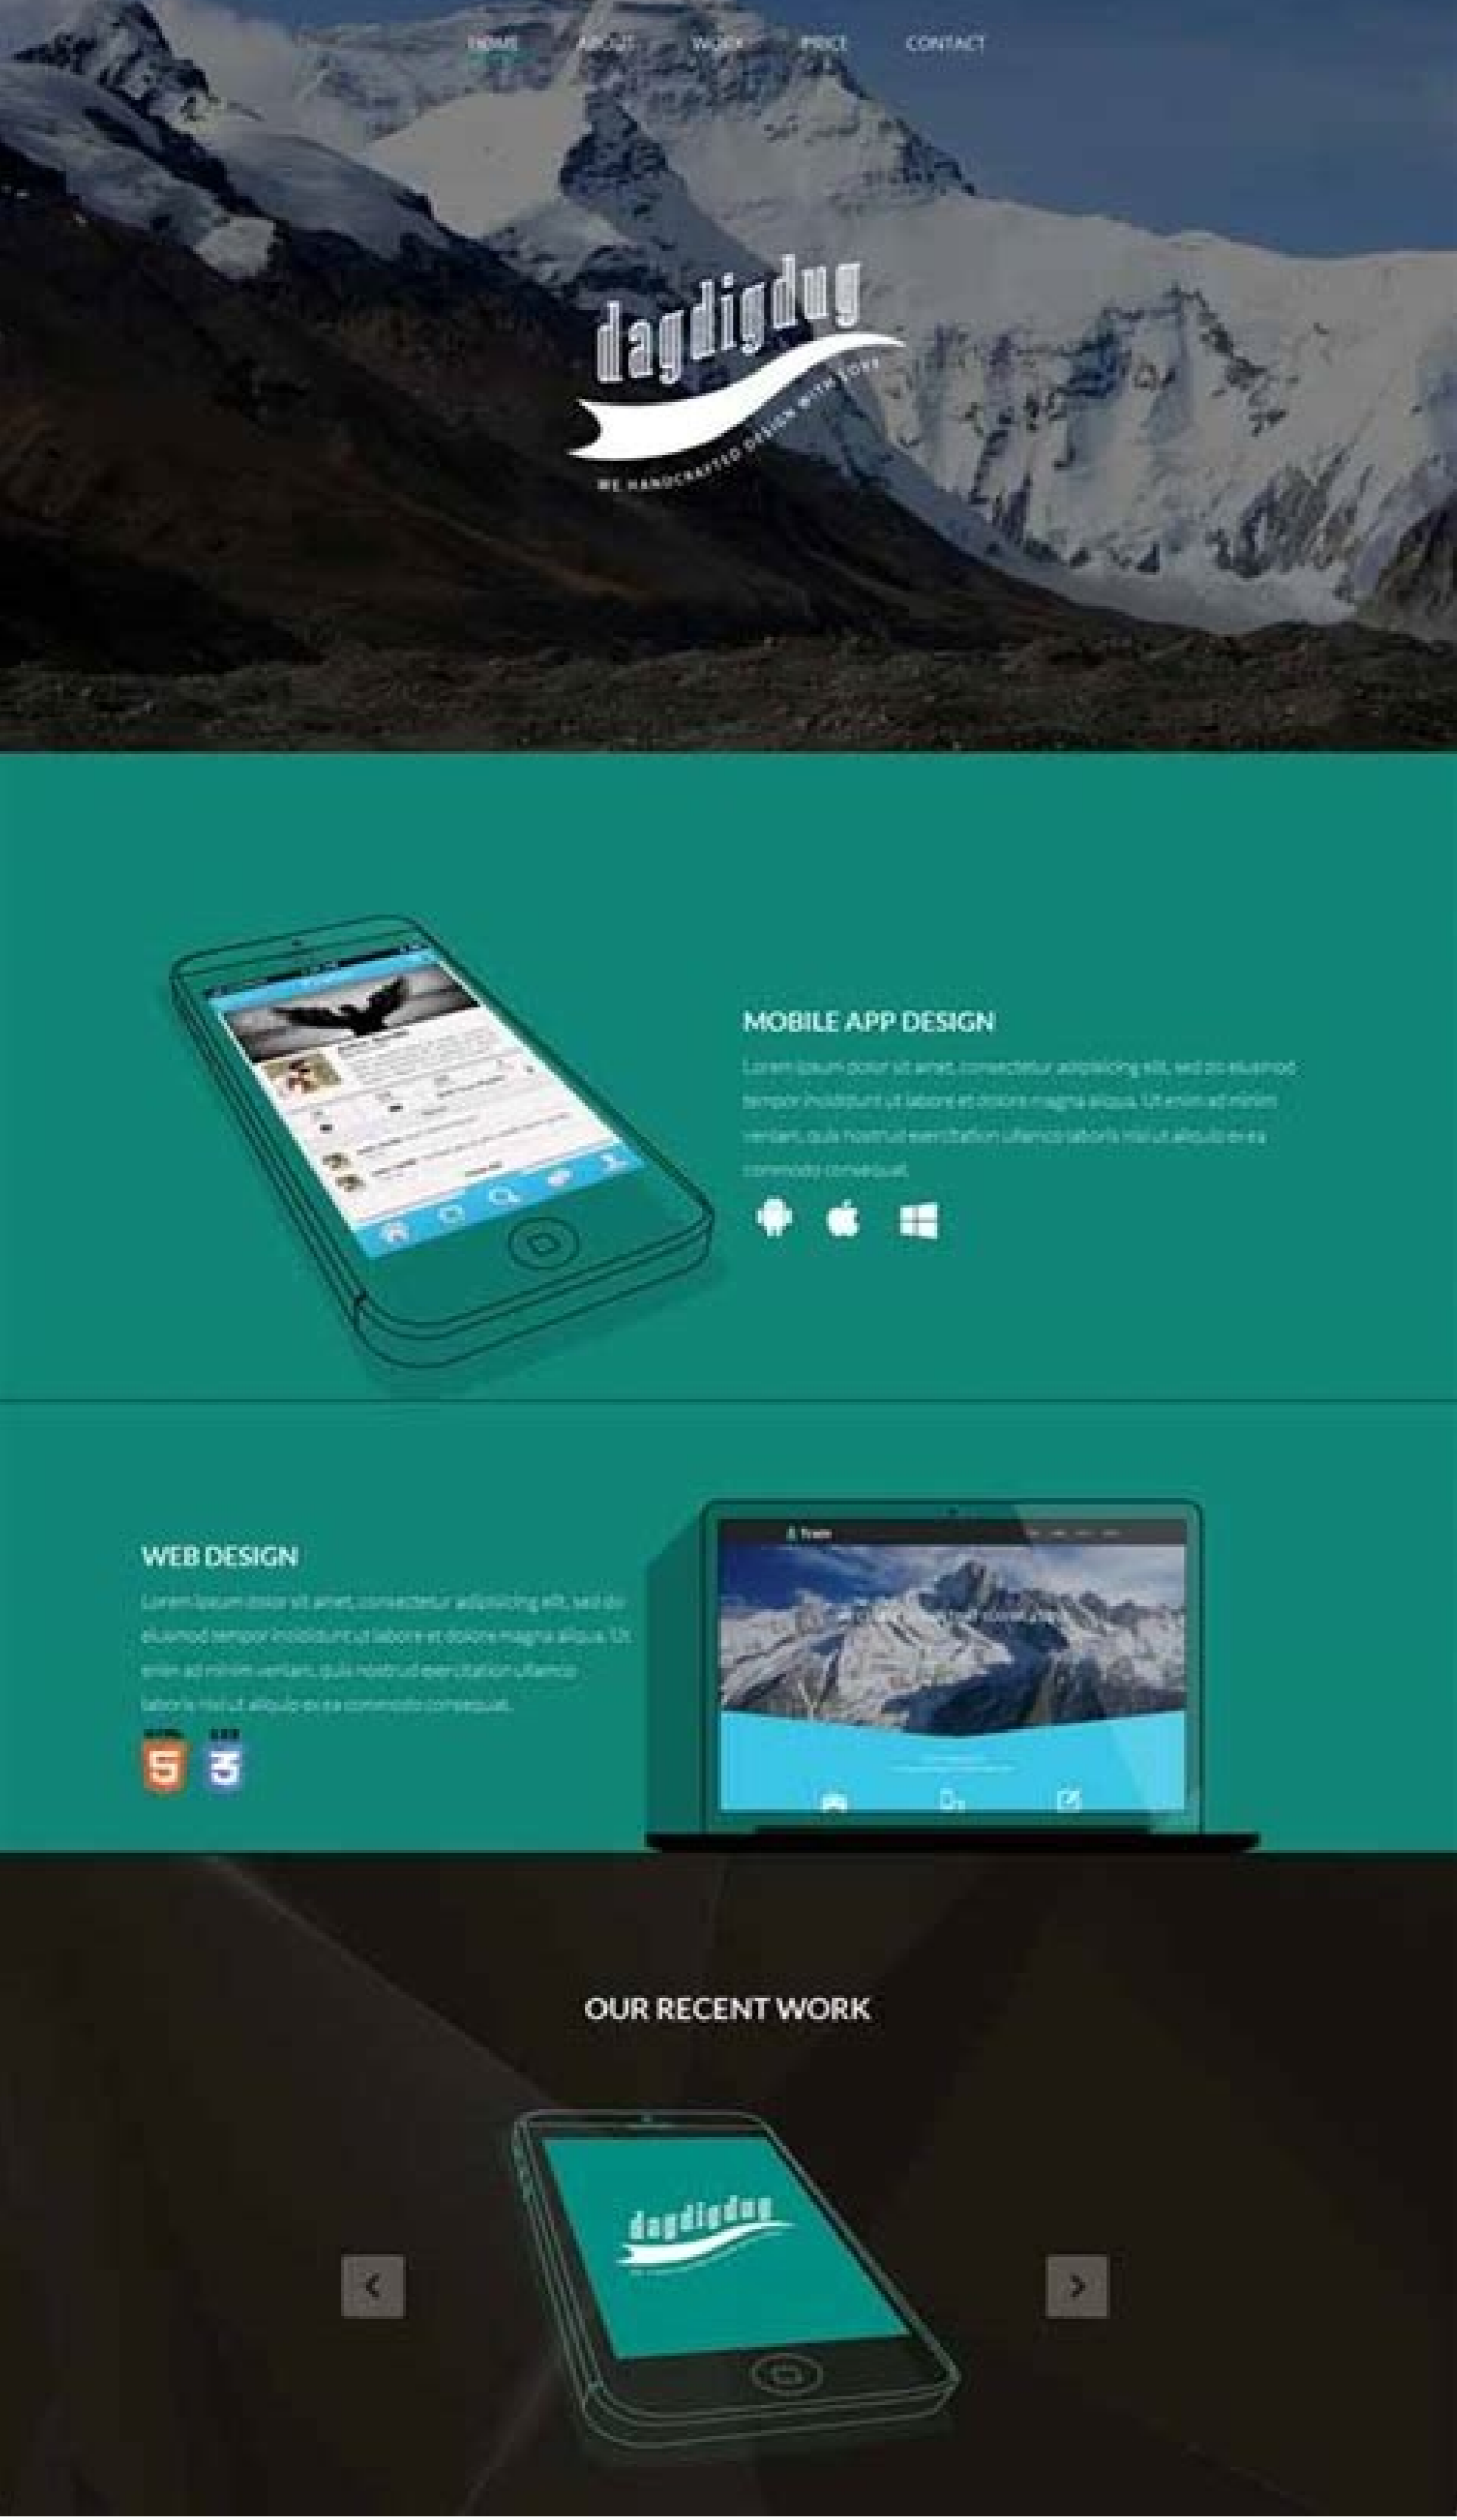 HOME ABOUT WORK PRICE CONTACT
dagdigdug
WE HANDCRAFTED DESIGN WITH LOVE
MOBILE APP DESIGN
Lorem ipsum dolor sit amet, consectetur adipisicing elit, sed do eiusmod
tempor incididunt ut labore et dolore magna aliqua. Ut enim ad minim
veniam, quis nostrud exercitation ullamco laboris nisi ut aliquip ex ea
commodo consequat.
WEB DESIGN
Lorem ipsum dolor sit amet, consectetur adipisicing elit, sed do
eiusmod tempor incididunt ut labore et dolore magna aliqua. Ut
enim ad minim veniam, quis nostrud exercitation ullamco
laboris nisi ut aliquip ex ea commodo consequat.
HTML CSS
5 3
OUR RECENT WORK
dagdigdug